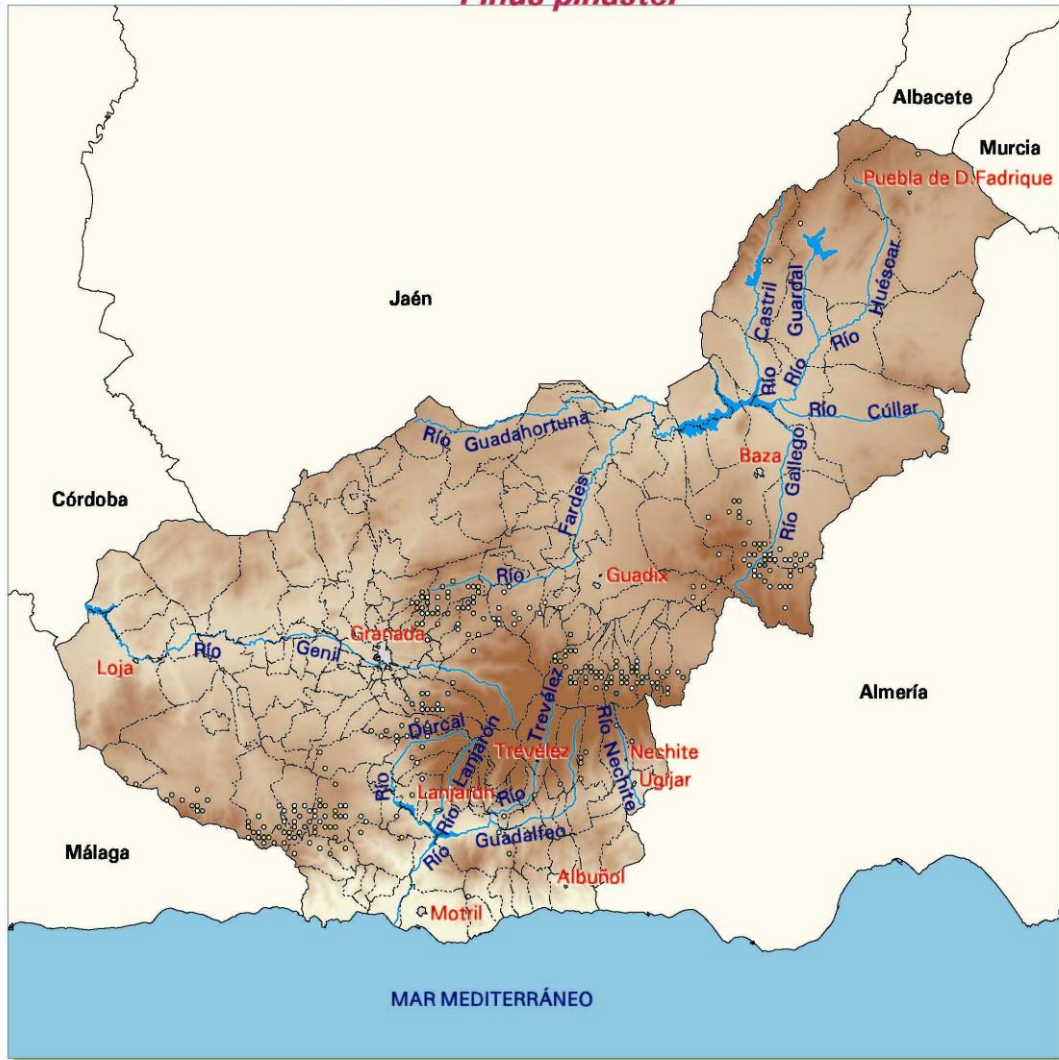 Pinus pinaster
Albacete
Murcia
Puebla de D.Fadrique
Jaén
Río Castril
Río Guardal
Río Huéscar
Río Guadahortuna
Río Cúllar
Baza
Río Gallego
Córdoba
Río Fardes
Guadix
Granada
Loja
Río Genil
Almería
Río Dúrcal
Río Lanjarón
Río Trevélez
Trevélez
Río Nechite
Nechite
Ugíjar
Lanjarón
Río Guadalfeo
Málaga
Albuñol
Motril
MAR MEDITERRÁNEO